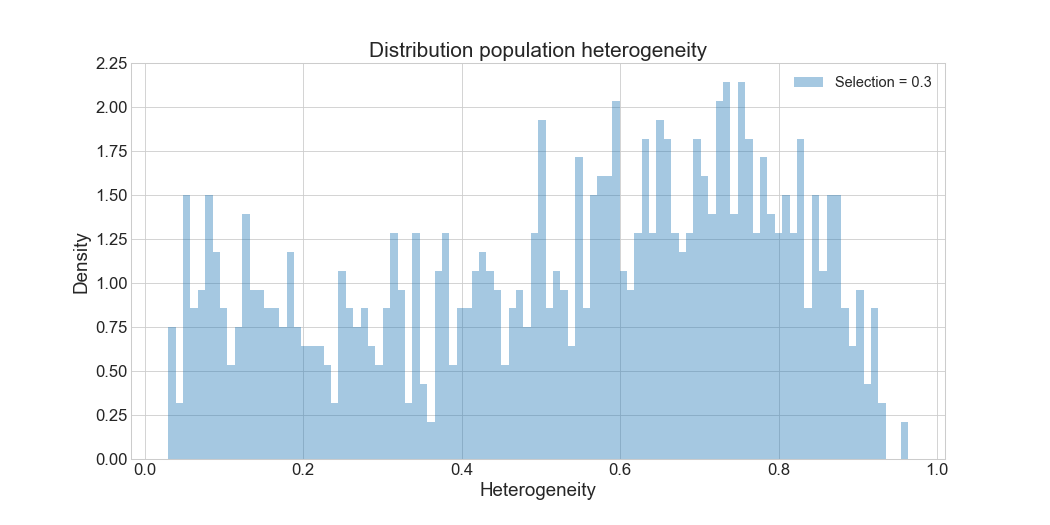 Distribution population heterogeneity
2.25
2.00
1.75
1.50
1.25
1.00
0.75
0.50
0.25
0.00
Density
Selection = 0.3
0.0 0.2 0.4 0.6 0.8 1.0
Heterogeneity